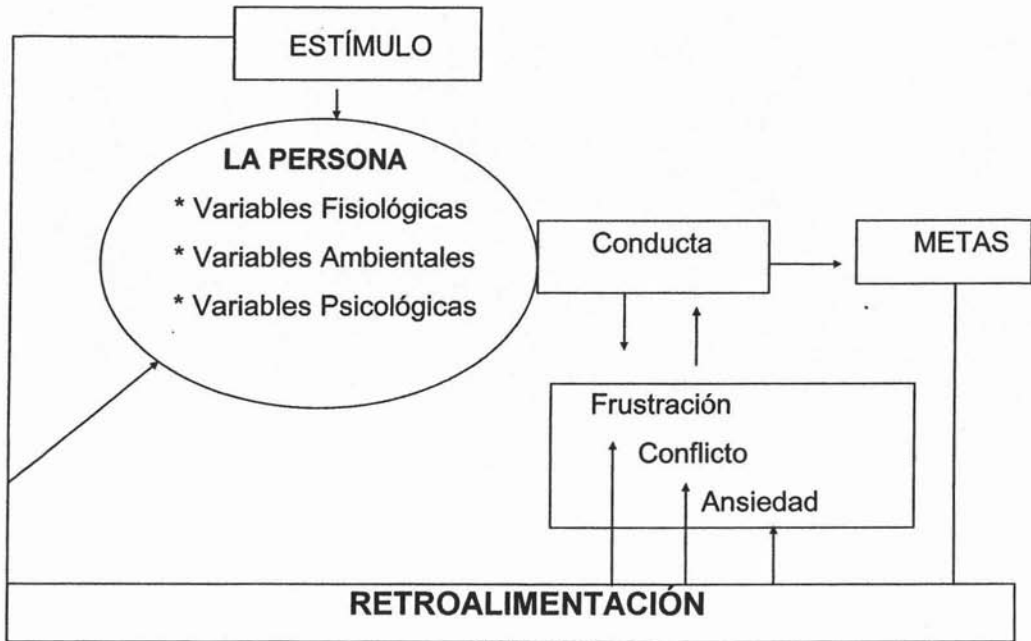 ESTÍMULO
LA PERSONA
* Variables Fisiológicas
* Variables Ambientales
* Variables Psicológicas
Conducta
METAS
Frustración
Conflicto
Ansiedad
RETROALIMENTACIÓN